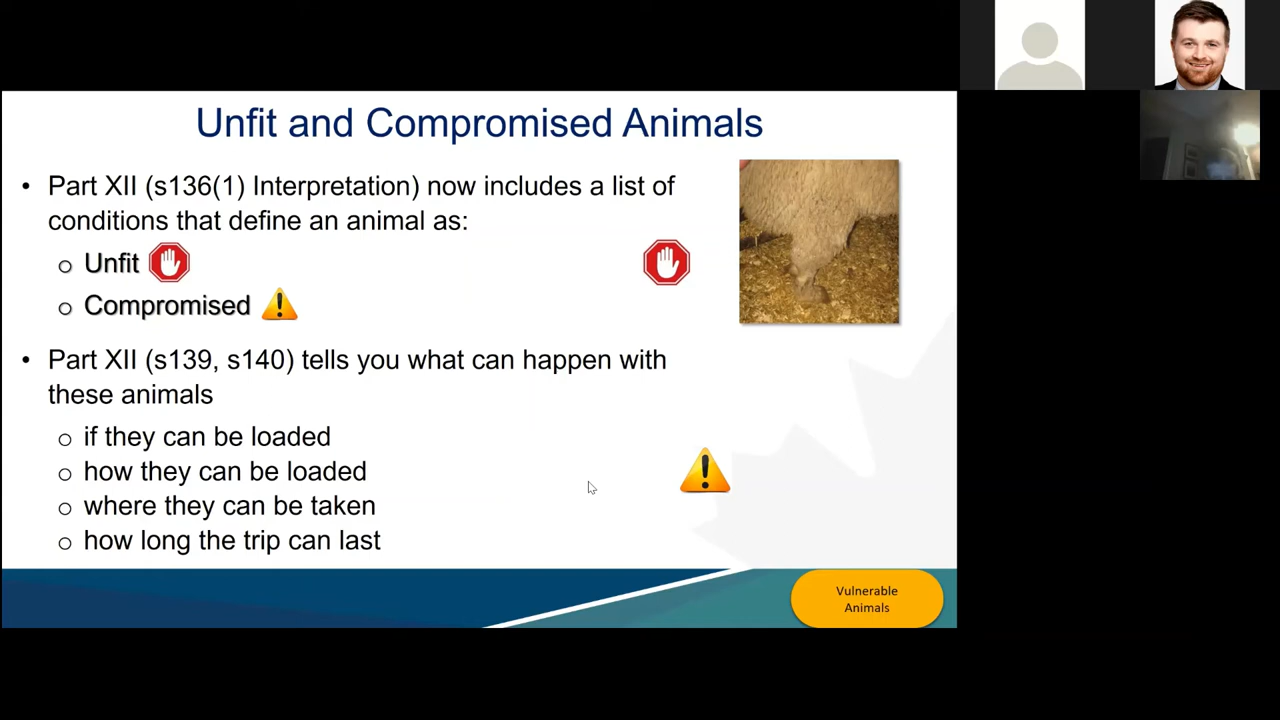 Unfit and Compromised Animals
• Part XII (s136(1) Interpretation) now includes a list of
conditions that define an animal as:
o Unfit
o Compromised
• Part XII (s139, s140) tells you what can happen with
these animals
o if they can be loaded
o how they can be loaded
o where they can be taken
o how long the trip can last
Vulnerable
Animals